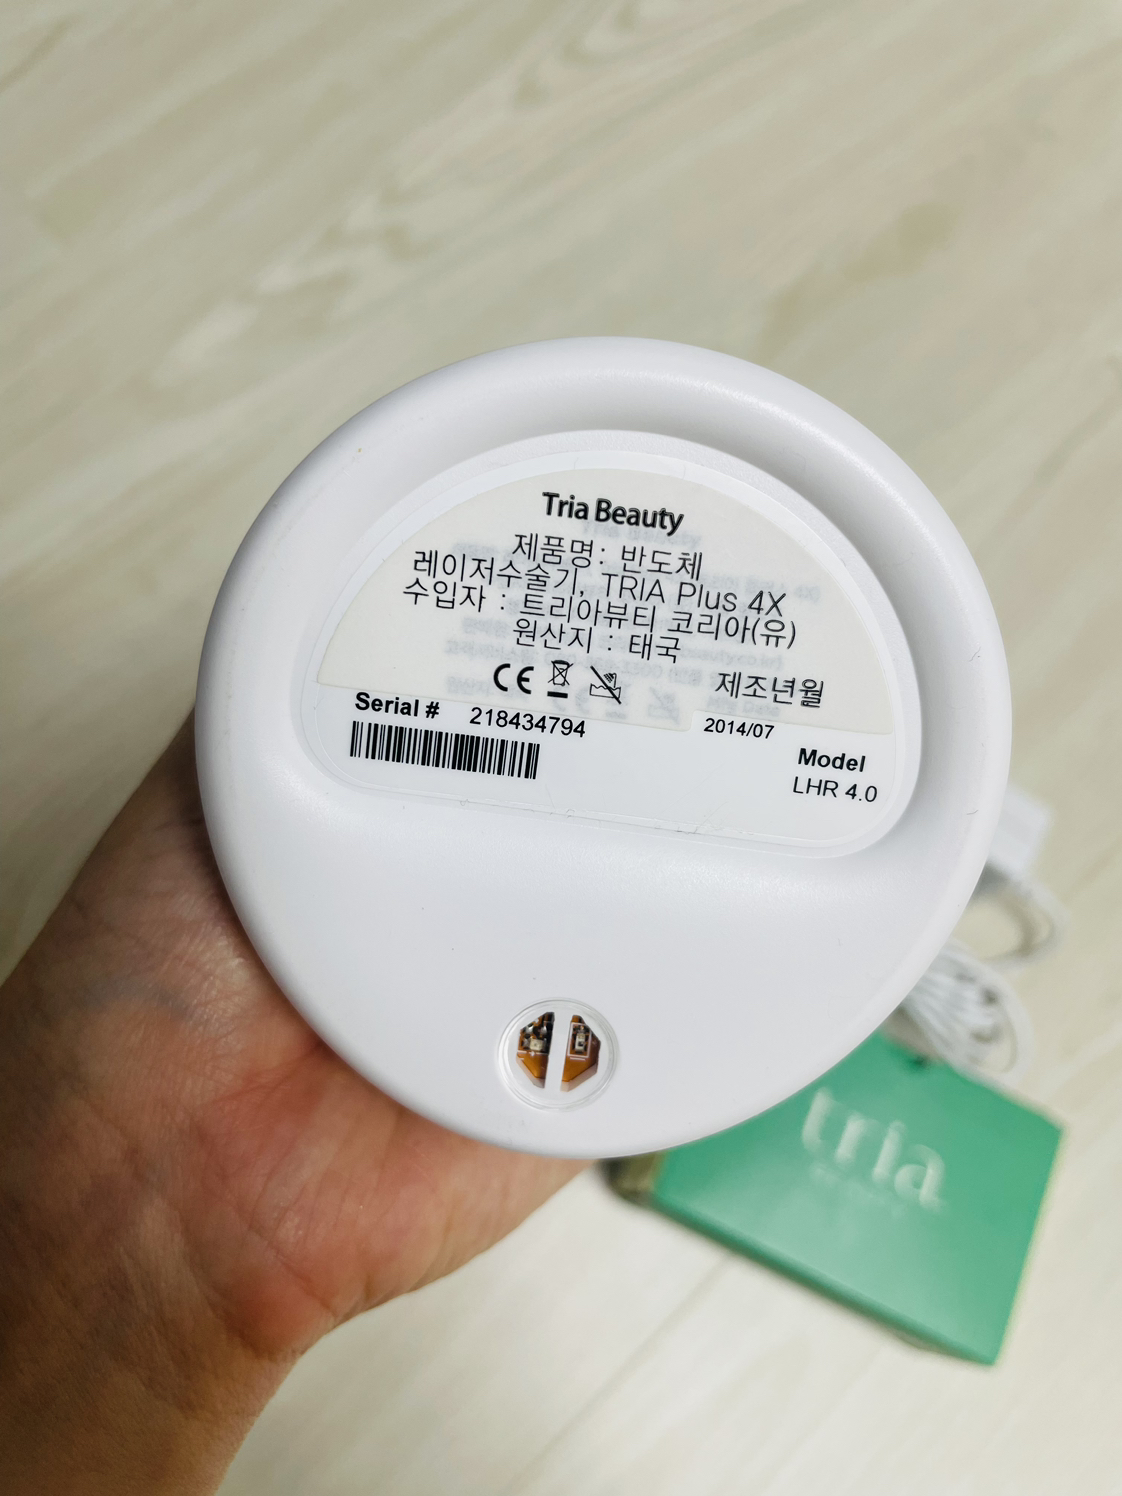 Tria Beauty
제품명: 반도체
레이저수술기, TRIA Plus 4X
수입자 : 트리아뷰티 코리아(유)
원산지 : 태국
CE
제조년월
Serial # 218434794
2014/07
Model
LHR 4.0
tria